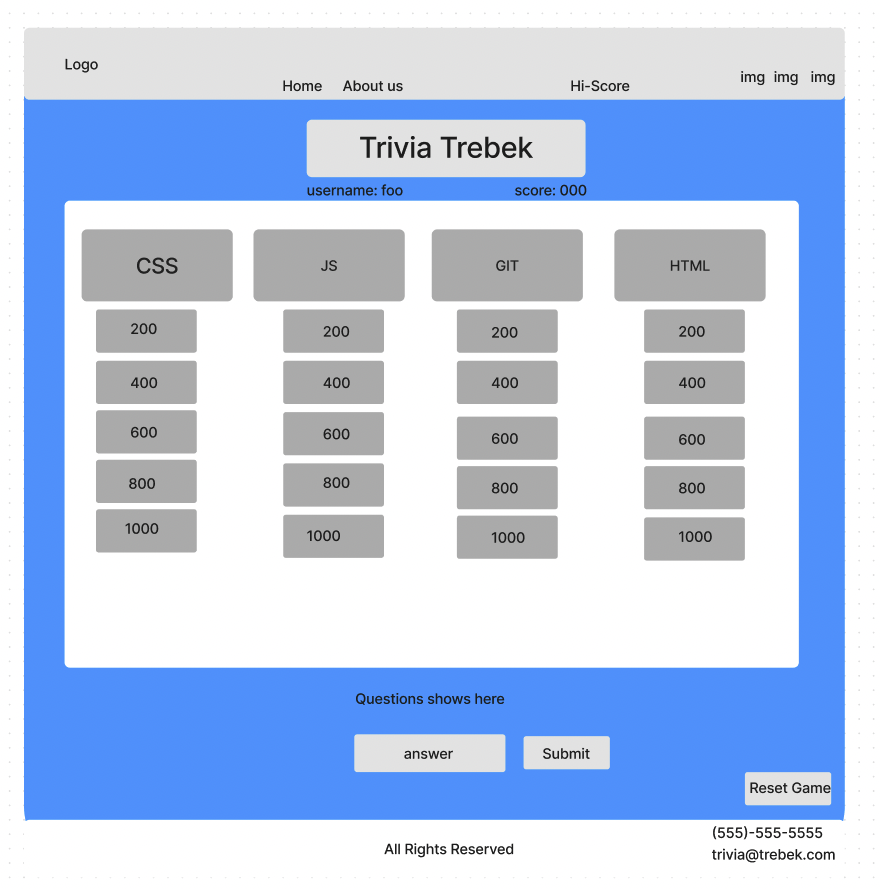 Logo
Home About us Hi-Score img img img
Trivia Trebek
username: foo score: 000
CSS JS GIT HTML
200 200 200 200
400 400 400 400
600 600 600 600
800 800 800 800
1000 1000 1000 1000
Questions shows here
answer Submit
Reset Game
(555)-555-5555
All Rights Reserved
trivia@trebek.com